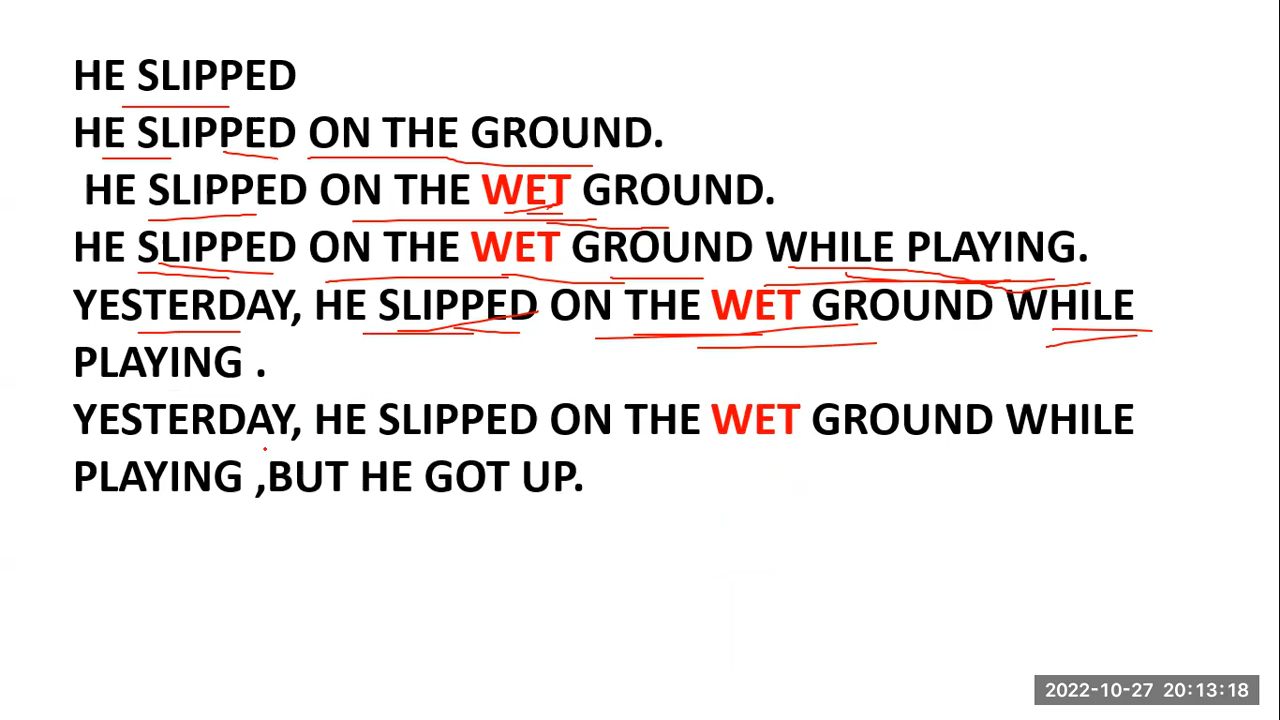 HE SLIPPED
HE SLIPPED ON THE GROUND.
HE SLIPPED ON THE WET GROUND.
HE SLIPPED ON THE WET GROUND WHILE PLAYING.
YESTERDAY, HE SLIPPED ON THE WET GROUND WHILE
PLAYING .
YESTERDAY, HE SLIPPED ON THE WET GROUND WHILE
PLAYING ,BUT HE GOT UP.
2022-10-27 20:13:18